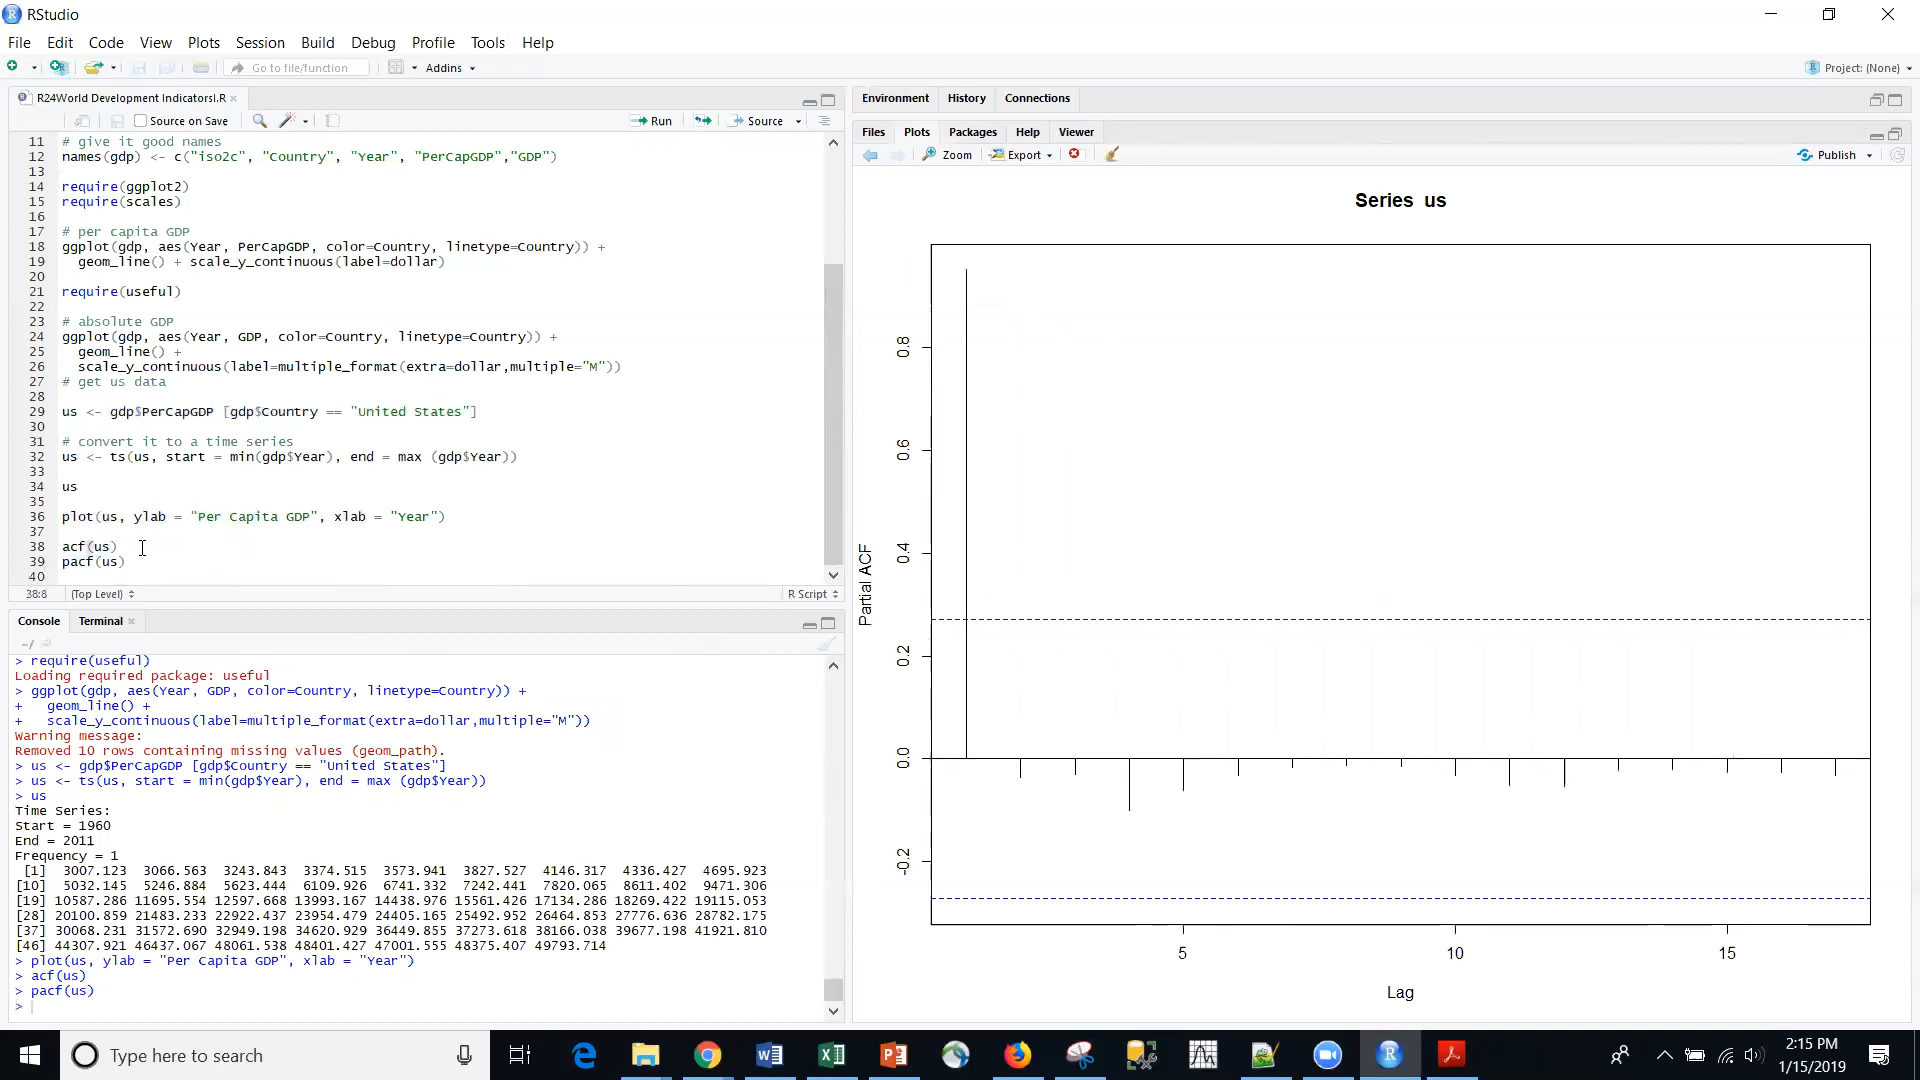 RStudio
File Edit Code View Plots Session Build Debug Profile Tools Help
Go to file/function Addins Project: (None)
R24World Development Indicatorsl.R
Source on Save Run Source
11 # give it good names
12 names(gdp) <- c("iso2c", "Country", "Year", "PerCapGDP","GDP")
13
14 require(ggplot2)
15 require(scales)
16
17 # per capita GDP
18 ggplot(gdp, aes(Year, PerCapGDP, color=Country, linetype=Country)) +
19 geom_line() + scale_y_continuous(label=dollar)
20
21 require(useful)
22
23 # absolute GDP
24 ggplot(gdp, aes(Year, GDP, color=Country, linetype=Country)) +
25 geom_line() +
26 scale_y_continuous(label=multiple_format(extra=dollar,multiple="M"))
27 # get us data
28
29 us <- gdp$PerCapGDP [gdp$Country == "United States"]
30
31 # convert it to a time series
32 us <- ts(us, start = min(gdp$Year), end = max (gdp$Year))
33
34 us
35
36 plot(us, ylab = "Per Capita GDP", xlab = "Year")
37
38 acf(us)
39 pacf(us)
40
38:8 (Top Level) R Script
Console Terminal
~/
> require(useful)
Loading required package: useful
> ggplot(gdp, aes(Year, GDP, color=Country, linetype=Country)) +
+ geom_line() +
+ scale_y_continuous(label=multiple_format(extra=dollar,multiple="M"))
Warning message:
Removed 10 rows containing missing values (geom_path).
> us <- gdp$PerCapGDP [gdp$Country == "United States"]
> us <- ts(us, start = min(gdp$Year), end = max (gdp$Year))
> us
Time Series:
Start = 1960
End = 2011
Frequency = 1
[1] 3007.123 3066.563 3243.843 3374.515 3573.941 3827.527 4146.317 4336.427 4695.923
[10] 5032.145 5246.884 5623.444 6109.926 6741.332 7242.441 7820.065 8611.402 9471.306
[19] 10587.286 11695.554 12597.668 13993.167 14438.976 15561.426 17134.286 18269.422 19115.053
[28] 20100.859 21483.233 22922.437 23954.479 24405.165 25492.952 26464.853 27776.636 28782.175
[37] 30068.231 31572.690 32949.198 34620.929 36449.855 37273.618 38166.038 39677.198 41921.810
[46] 44307.921 46437.067 48061.538 48401.427 47001.555 48375.407 49793.714
> plot(us, ylab = "Per Capita GDP", xlab = "Year")
> acf(us)
> pacf(us)
>
Environment History Connections
Files Plots Packages Help Viewer
Zoom Export Publish
Series us
Partial ACF
0.8
0.6
0.4
0.2
0.0
-0.2
5 10 15
Lag
Type here to search
2:15 PM
1/15/2019